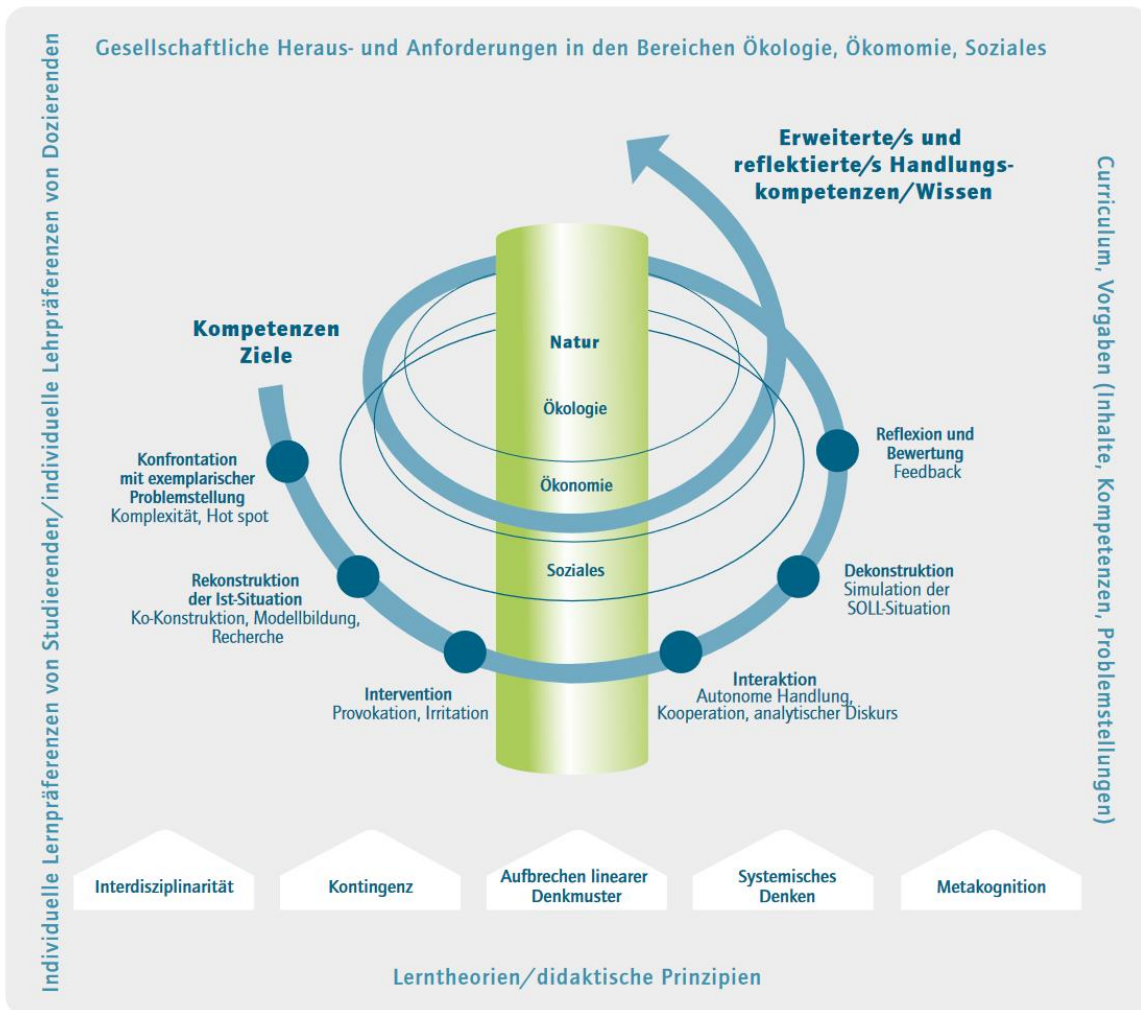 Gesellschaftliche Heraus- und Anforderungen in den Bereichen Ökologie, Ökomomie, Soziales
Individuelle Lernpräferenzen von Studierenden/individuelle Lehrpräferenzen von Dozierenden
Erweiterte/s und
reflektierte/s Handlungs-
kompetenzen/Wissen
Kompetenzen
Ziele
Natur
Ökologie
Ökonomie
Soziales
Konfrontation
mit exemplarischer
Problemstellung
Komplexität, Hot spot
Rekonstruktion
der Ist-Situation
Ko-Konstruktion, Modellbildung,
Recherche
Intervention
Provokation, Irritation
Interaktion
Autonome Handlung,
Kooperation, analytischer Diskurs
Dekonstruktion
Simulation der
SOLL-Situation
Reflexion und
Bewertung
Feedback
Curriculum, Vorgaben (Inhalte, Kompetenzen, Problemstellungen)
Interdisziplinarität
Kontingenz
Aufbrechen linearer
Denkmuster
Systemisches
Denken
Metakognition
Lerntheorien/didaktische Prinzipien